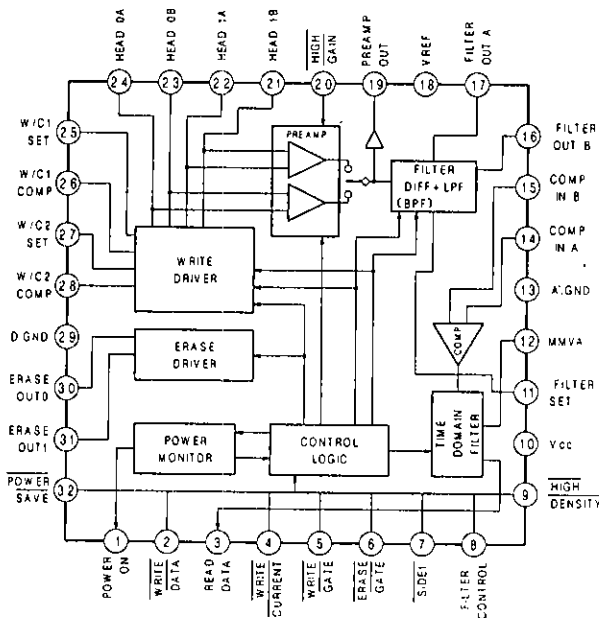 HEAD 0A
HEAD 0B
HEAD 1A
HEAD 1B
HIGH
GAIN
PREAMP
OUT
VREF
FILTER
OUT A
24
23
22
21
20
19
18
17
W/C1
SET
25
W/C1
COMP
26
W/C2
SET
27
W/C2
COMP
28
D GND
29
ERASE
OUT0
30
ERASE
OUT1
31
POWER
SAVE
32
PREAMP
FILTER
DIFF + LPF
(BPF)
WRITE
DRIVER
ERASE
DRIVER
POWER
MONITOR
CONTROL
LOGIC
COMP
TIME
DOMAIN
FILTER
16
FILTER
OUT B
15
COMP
IN B
14
COMP
IN A
13
A.GND
12
MMVA
11
FILTER
SET
10
Vcc
9
HIGH
DENSITY
1
2
3
4
5
6
7
8
POWER
ON
WRITE
DATA
READ
DATA
WRITE
CURRENT
WRITE
GATE
ERASE
GATE
SIDE1
FILTER
CONTROL